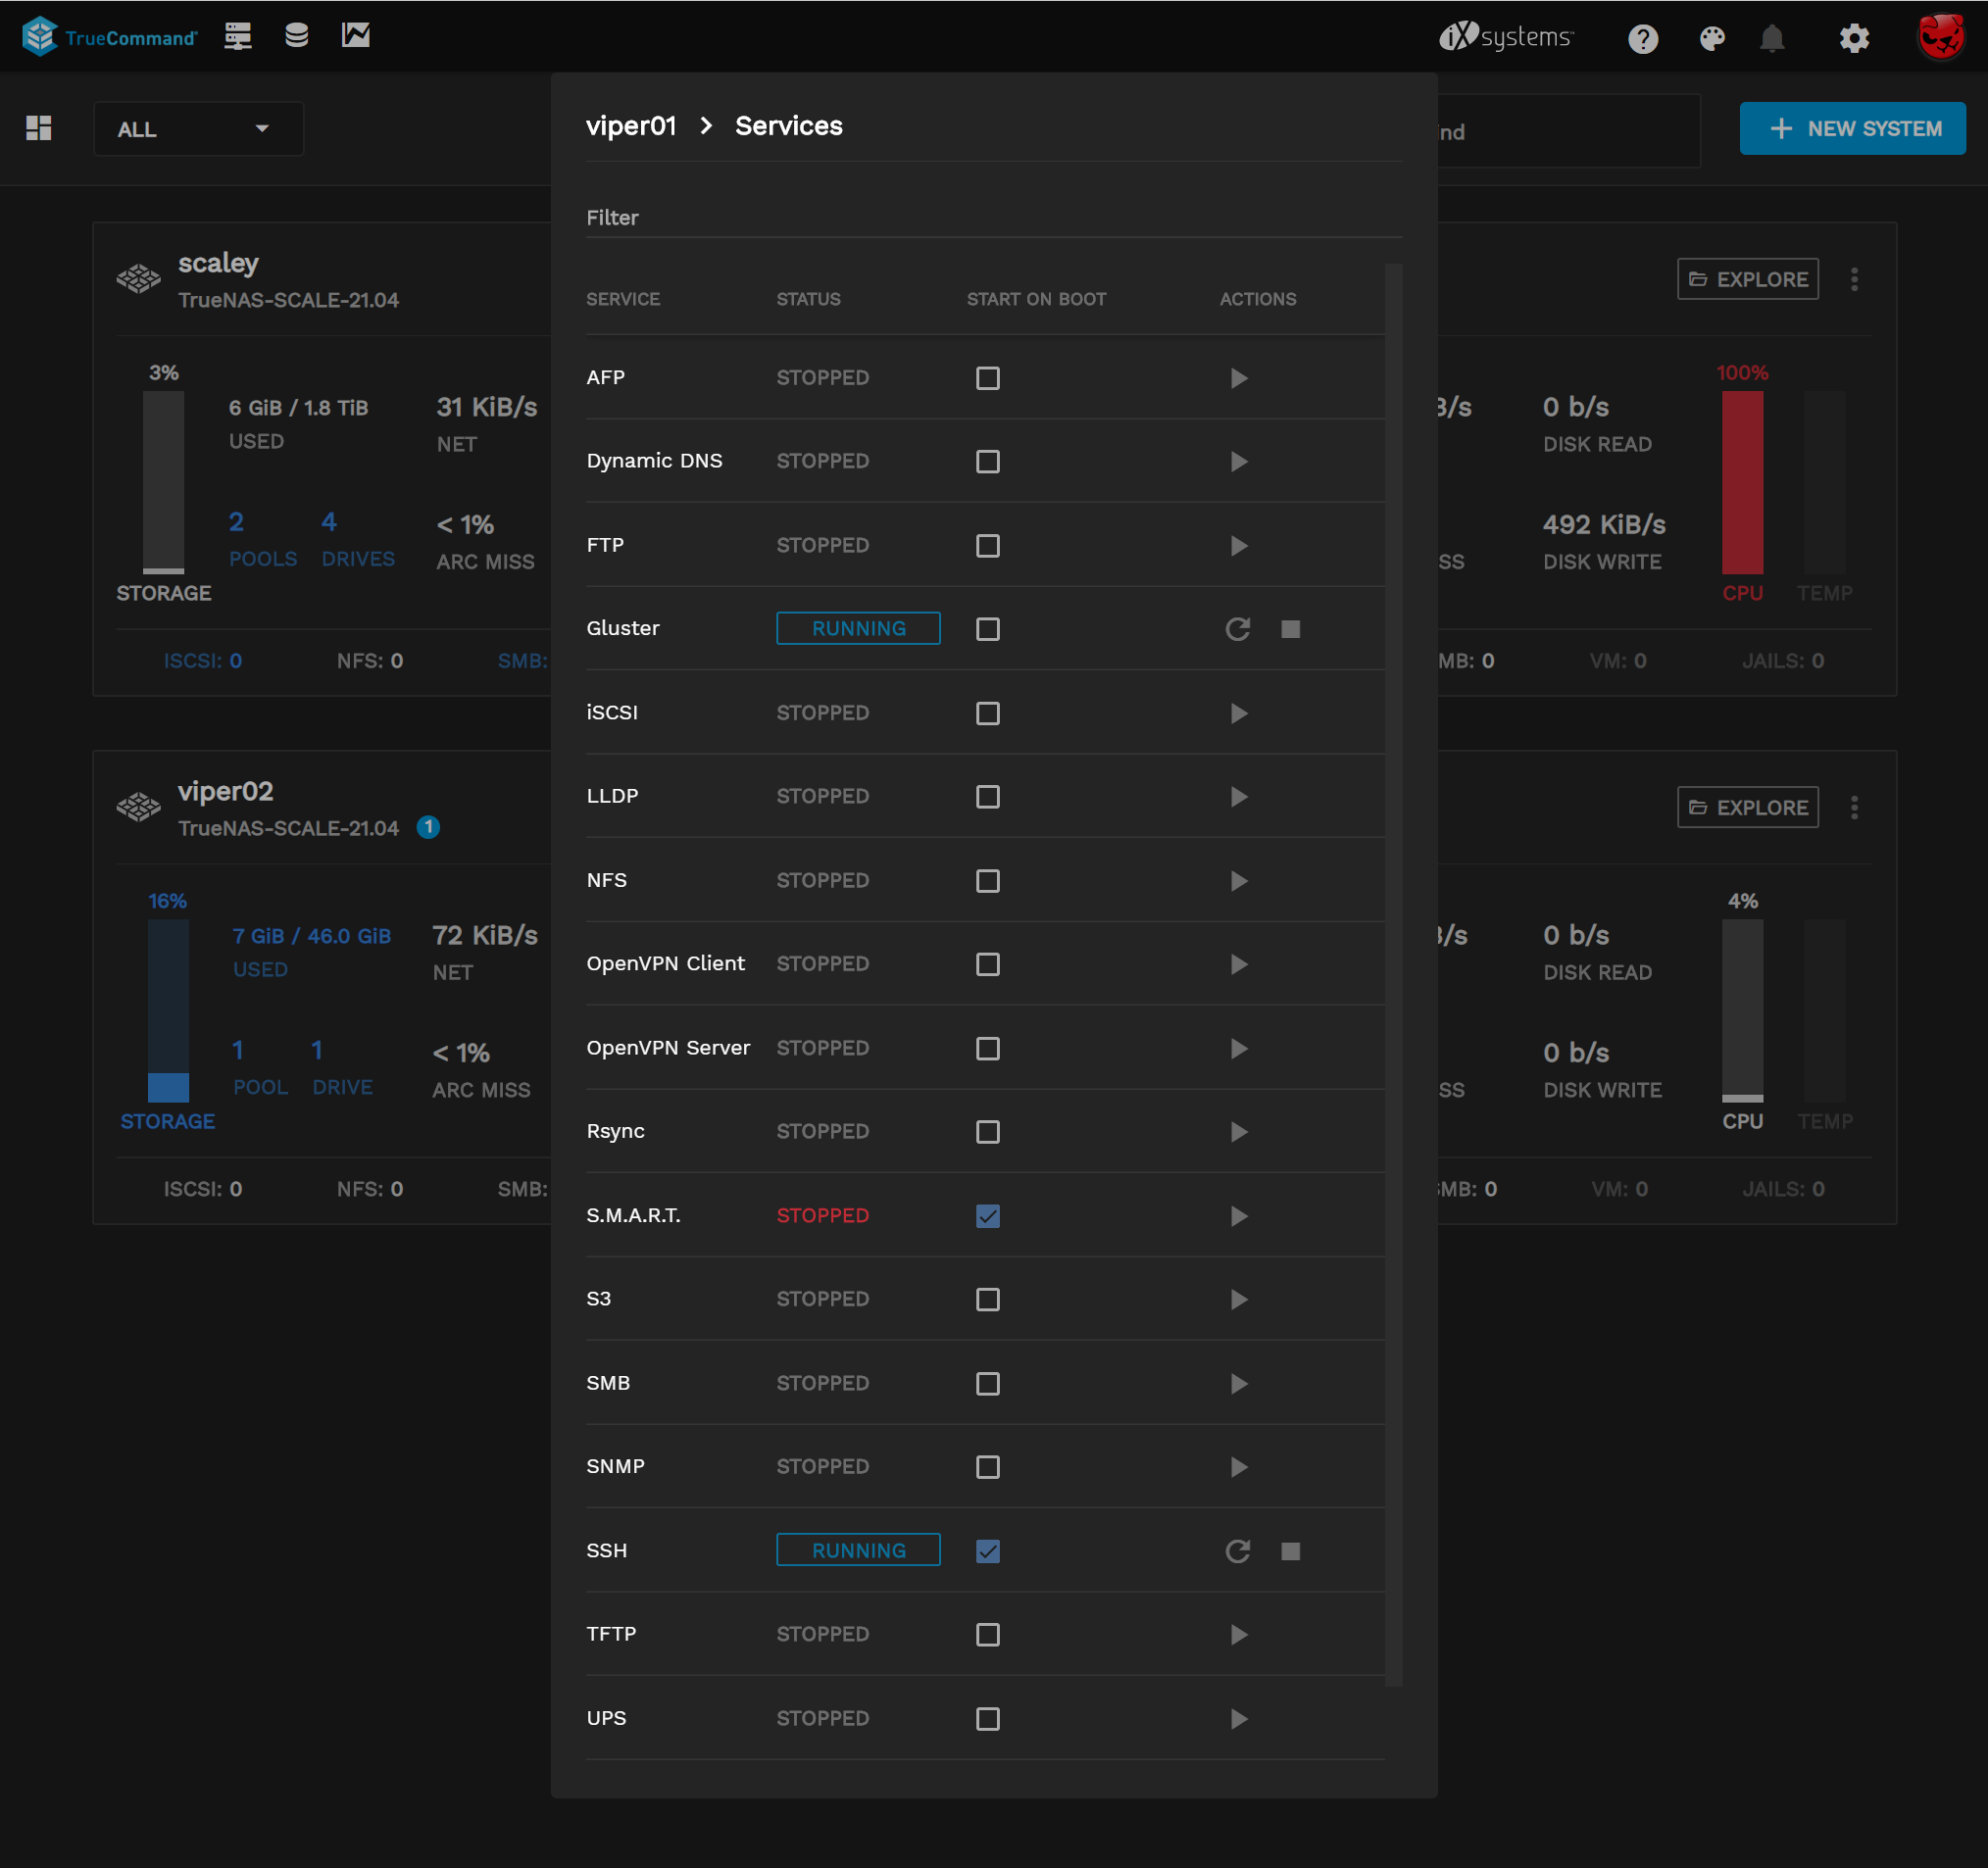 TrueCommand
iXsystems
ALL
NEW SYSTEM
viper01 > Services
Filter
SERVICE STATUS START ON BOOT ACTIONS
AFP STOPPED
Dynamic DNS STOPPED
FTP STOPPED
Gluster RUNNING
iSCSI STOPPED
LLDP STOPPED
NFS STOPPED
OpenVPN Client STOPPED
OpenVPN Server STOPPED
Rsync STOPPED
S.M.A.R.T. STOPPED
S3 STOPPED
SMB STOPPED
SNMP STOPPED
SSH RUNNING
TFTP STOPPED
UPS STOPPED
scaley
TrueNAS-SCALE-21.04
3%
6 GiB / 1.8 TiB
USED
31 KiB/s
NET
2 4
POOLS DRIVES
< 1%
ARC MISS
STORAGE
ISCSI: 0 NFS: 0 SMB:
EXPLORE
100%
B/s
0 b/s
DISK READ
492 KiB/s
SS DISK WRITE
CPU TEMP
MB: 0 VM: 0 JAILS: 0
viper02
TrueNAS-SCALE-21.04 1
16%
7 GiB / 46.0 GiB
USED
72 KiB/s
NET
1 1
POOL DRIVE
< 1%
ARC MISS
STORAGE
ISCSI: 0 NFS: 0 SMB:
EXPLORE
4%
/s
0 b/s
DISK READ
0 b/s
SS DISK WRITE
CPU TEMP
SMB: 0 VM: 0 JAILS: 0